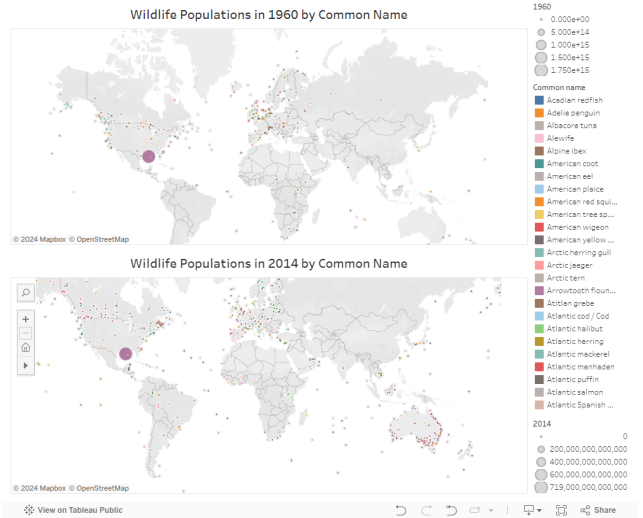 Wildlife Populations in 1960 by Common Name
© 2024 Mapbox © OpenStreetMap
Wildlife Populations in 2014 by Common Name
© 2024 Mapbox © OpenStreetMap
1960
0.000e+00
5.000e+14
1.000e+15
1.500e+15
1.750e+15
Common name
Acadian redfish
Adelie penguin
Albacore tuna
Alewife
Alpine ibex
American coot
American eel
American plaice
American red squi...
American tree sp...
American wigeon
American yellow ...
Arctic herring gull
Arctic jaeger
Arctic tern
Arrowtooth floun...
Atitlan grebe
Atlantic cod / Cod
Atlantic halibut
Atlantic herring
Atlantic mackerel
Atlantic menhaden
Atlantic puffin
Atlantic salmon
Atlantic Spanish ...
2014
0
200,000,000,000,000
400,000,000,000,000
600,000,000,000,000
719,000,000,000,000
View on Tableau Public
Share